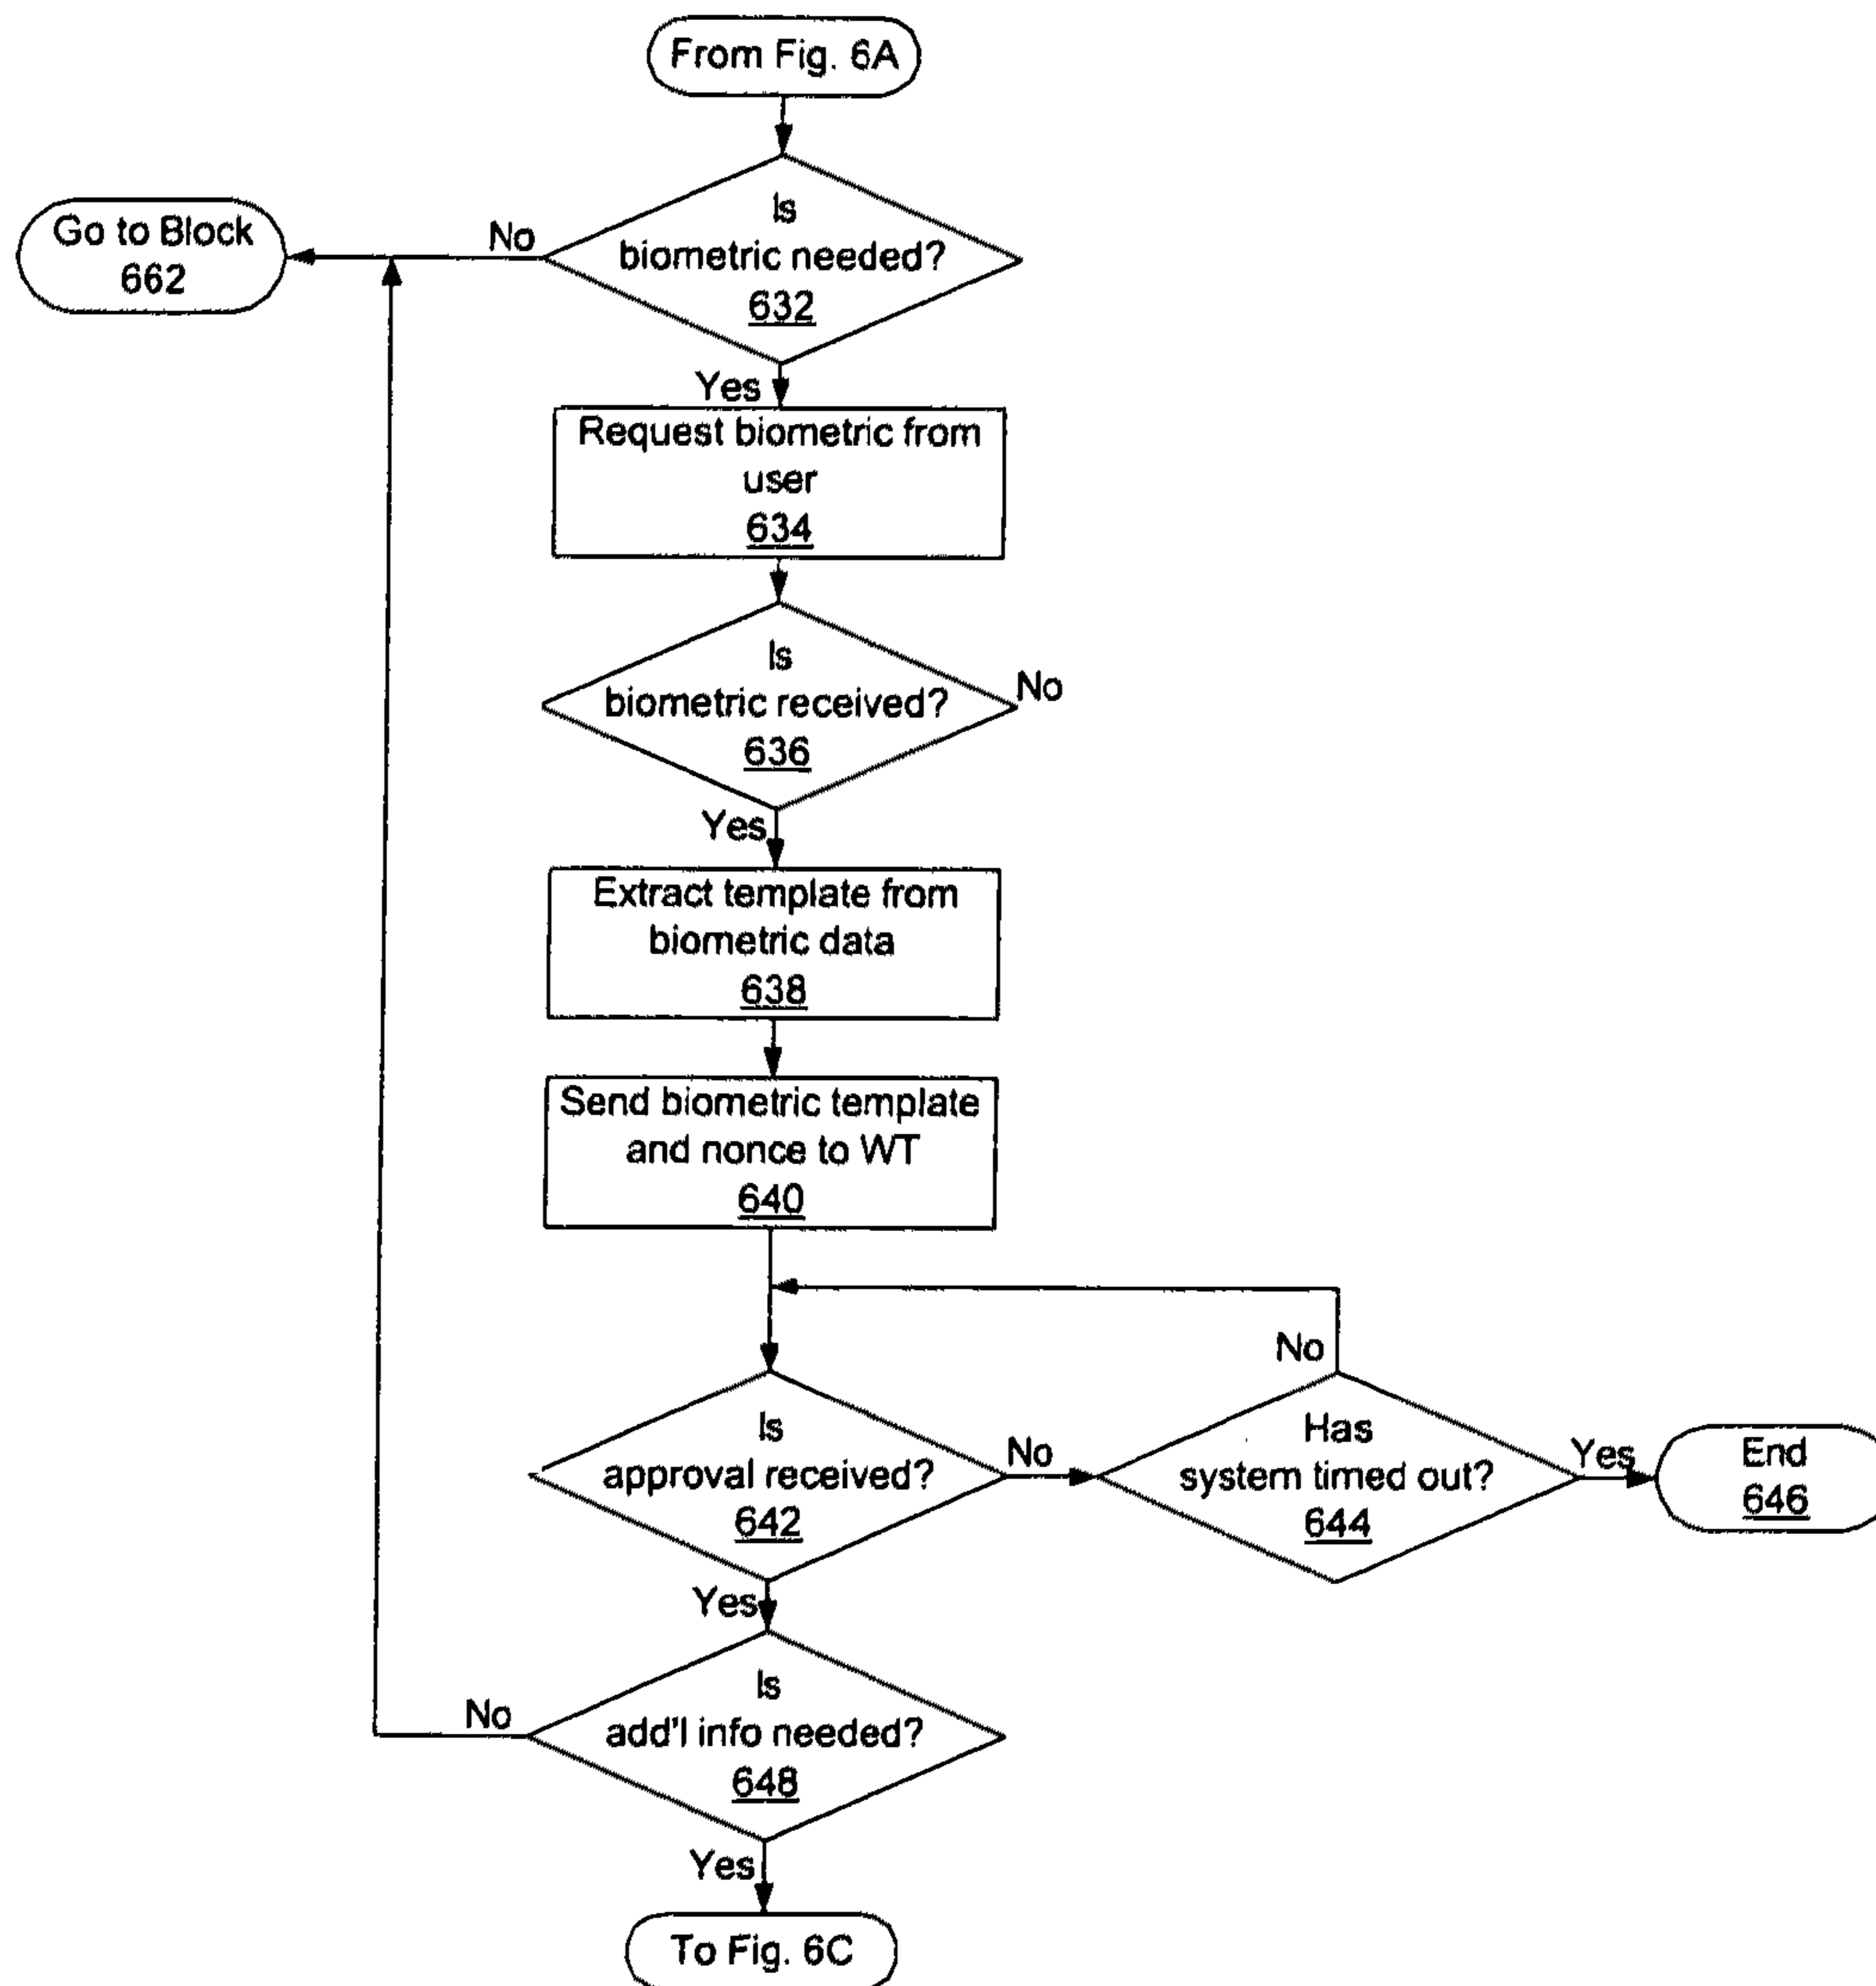 From Fig. 6A
Is
biometric needed?
632
No
Go to Block
662
Yes
Request biometric from
user
634
Is
biometric received?
636
No
Yes
Extract template from
biometric data
638
Send biometric template
and nonce to WT
640
Is
approval received?
642
No
Has
system timed out?
644
No
Yes
End
646
Yes
Is
add'l info needed?
648
No
Yes
To Fig. 6C